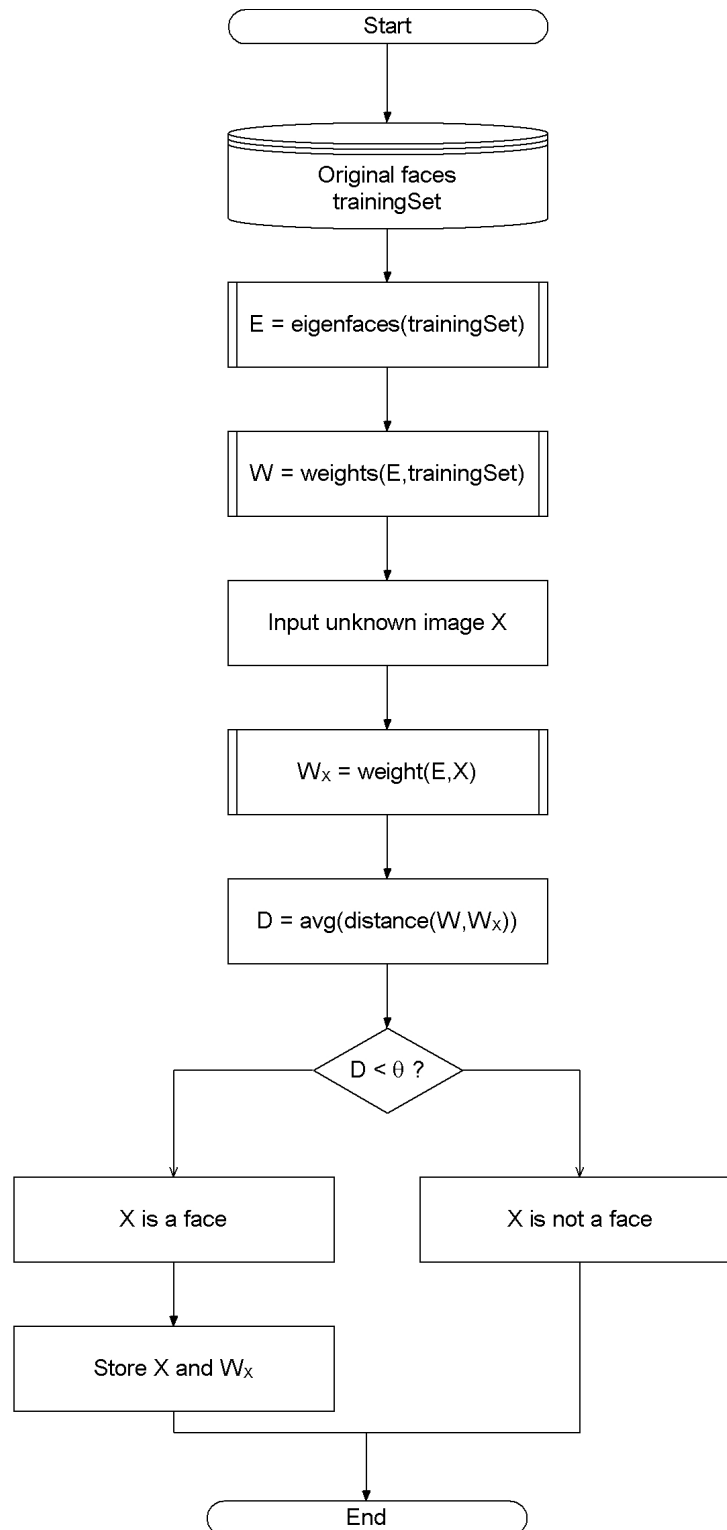 Start
Original faces
trainingSet
E = eigenfaces(trainingSet)
W = weights(E,trainingSet)
Input unknown image X
Wₓ = weight(E,X)
D = avg(distance(W,Wₓ))
D < θ ?
X is a face
X is not a face
Store X and Wₓ
End